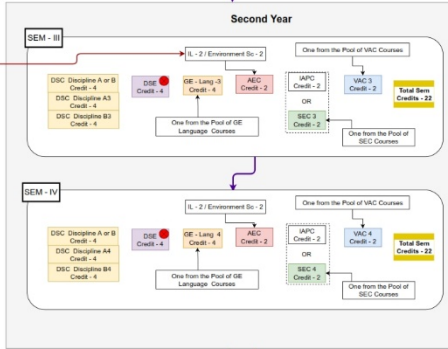 Second Year
SEM - III
IL - 2 / Environment Sc - 2
One from the Pool of VAC Courses
DSC Discipline A or B
Credit - 4
DSC Discipline A3
Credit - 4
DSC Discipline B3
Credit - 4
DSE
Credit - 4
GE - Lang -3
Credit - 4
AEC
Credit - 2
IAPC
Credit - 2
OR
SEC 3
Credit - 2
VAC 3
Credit - 2
Total Sem
Credits - 22
One from the Pool of GE
Language Courses
One from the Pool of
SEC Courses
SEM - IV
IL - 2 / Environment Sc - 2
One from the Pool of VAC Courses
DSC Discipline A or B
Credit - 4
DSC Discipline A4
Credit - 4
DSC Discipline B4
Credit - 4
DSE
Credit - 4
GE - Lang 4
Credit - 4
AEC
Credit - 2
IAPC
Credit - 2
OR
SEC 4
Credit - 2
VAC 4
Credit - 2
Total Sem
Credits - 22
One from the Pool of GE
Language Courses
One from the Pool of
SEC Courses